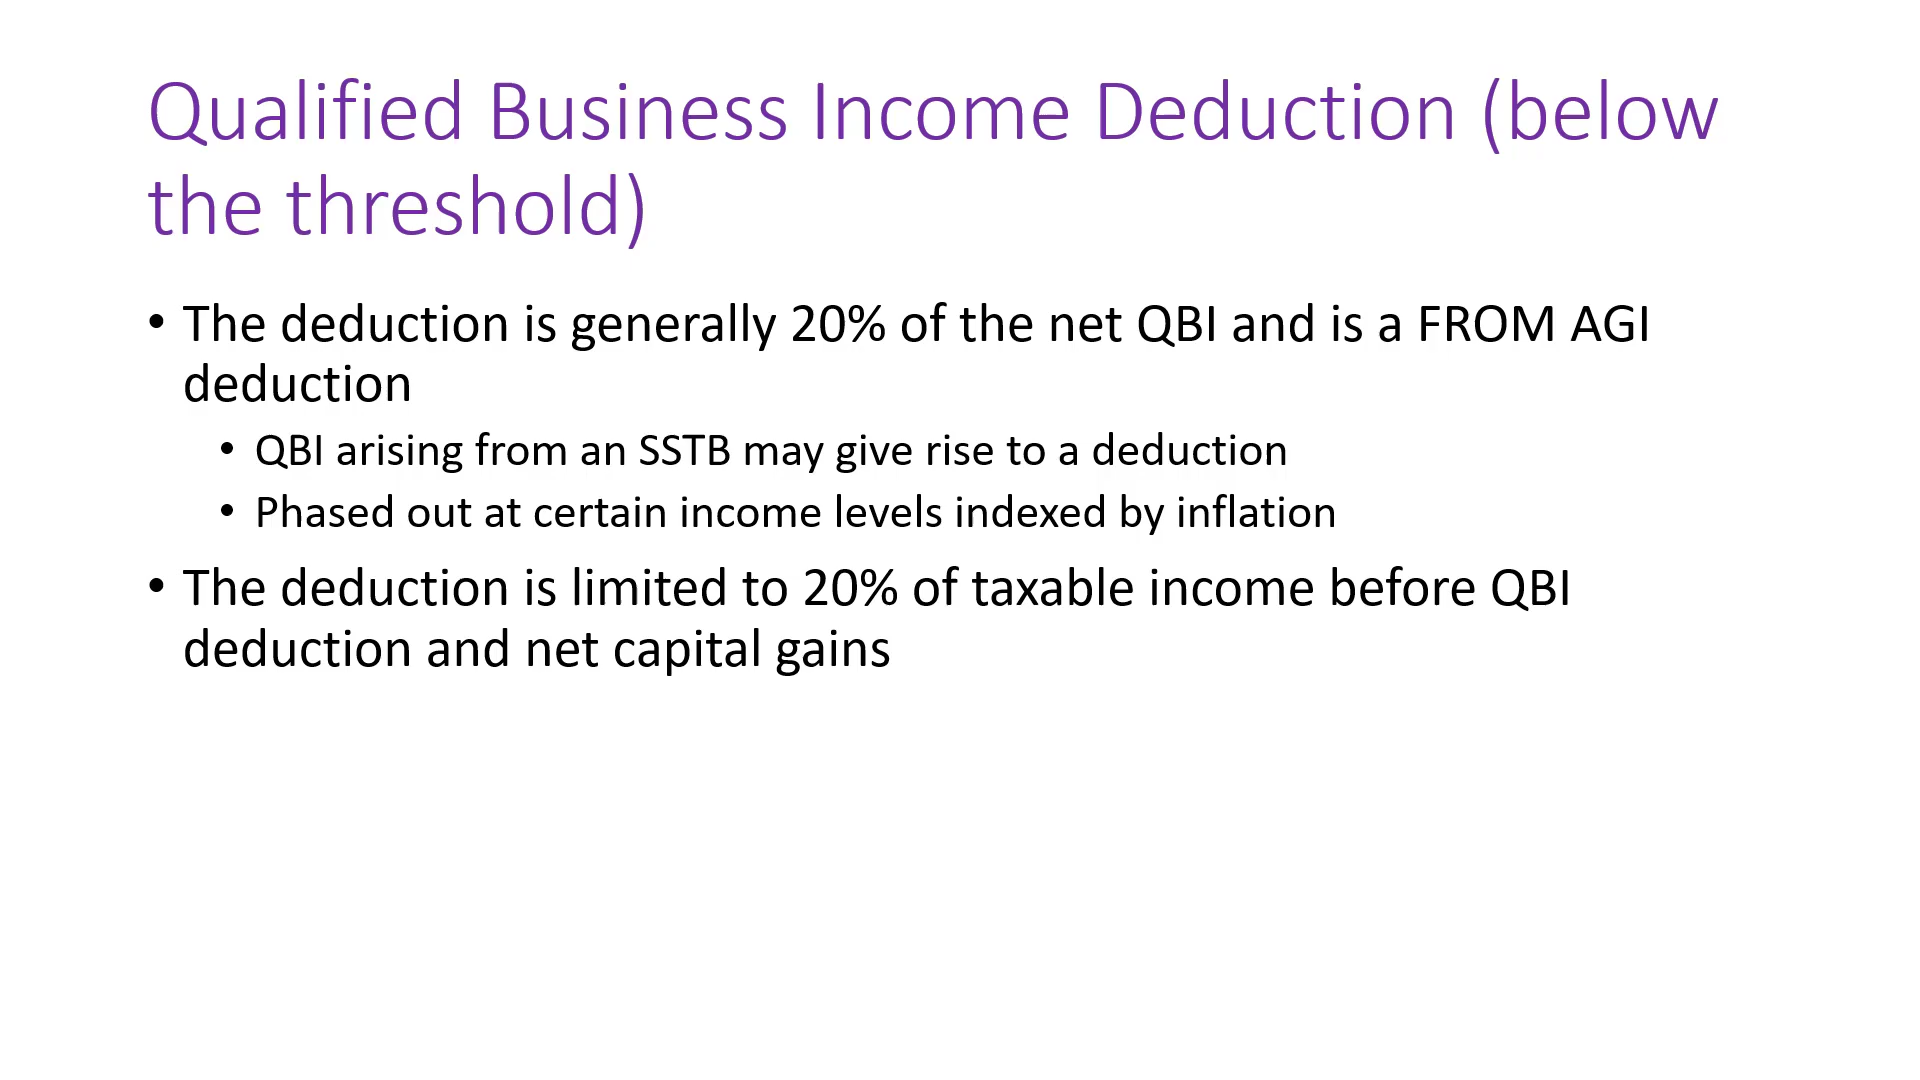 Qualified Business Income Deduction (below
the threshold)
• The deduction is generally 20% of the net QBI and is a FROM AGI
deduction
• QBI arising from an SSTB may give rise to a deduction
• Phased out at certain income levels indexed by inflation
• The deduction is limited to 20% of taxable income before QBI
deduction and net capital gains